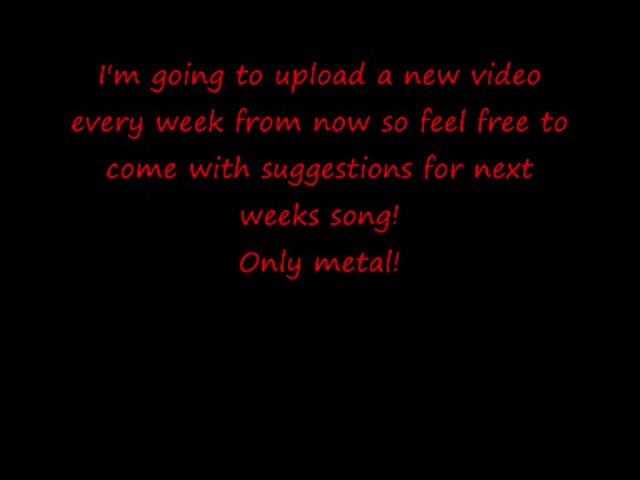 I'm going to upload a new video
every week from now so feel free to
come with suggestions for next
weeks song!
Only metal!